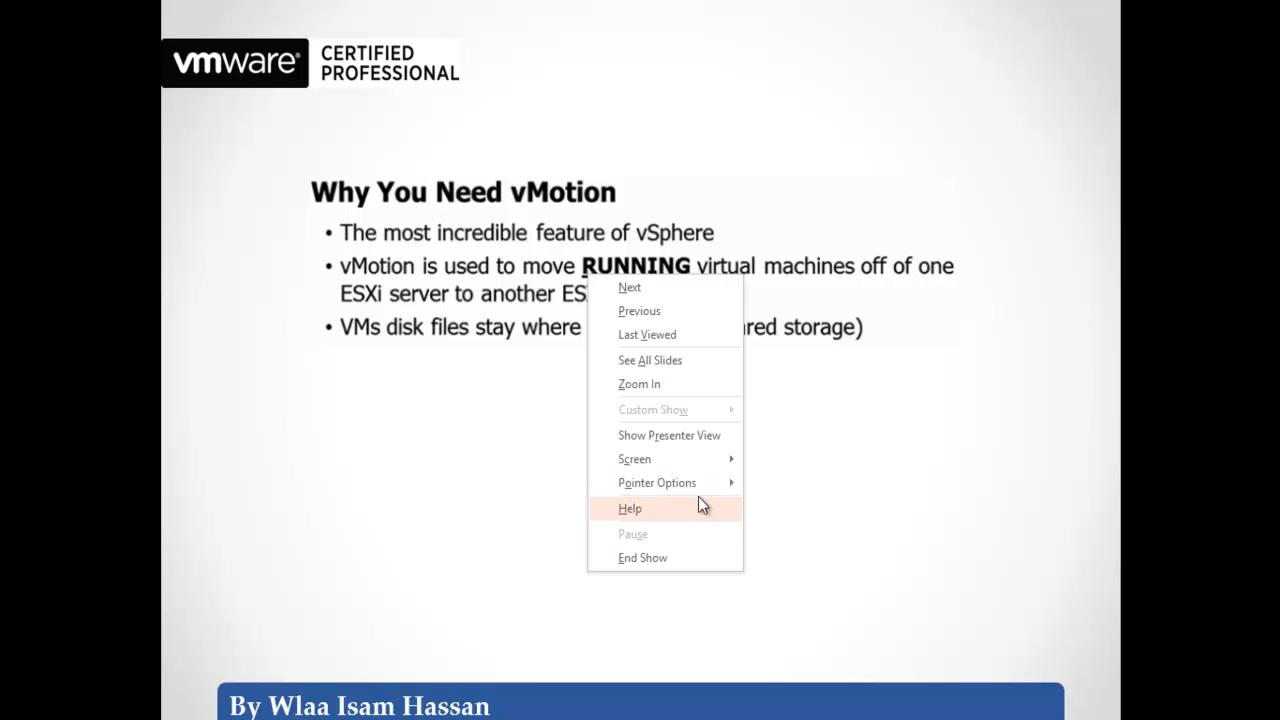 vmware® CERTIFIED
PROFESSIONAL
Why You Need vMotion
• The most incredible feature of vSphere
• vMotion is used to move RUNNING virtual machines off of one
ESXi server to another
• VMs disk files stay where storage)
Next
Previous
Last Viewed
See All Slides
Zoom In
Custom Show
Show Presenter View
Screen
Pointer Options
Help
Pause
End Show
By Wlaa Isam Hassan